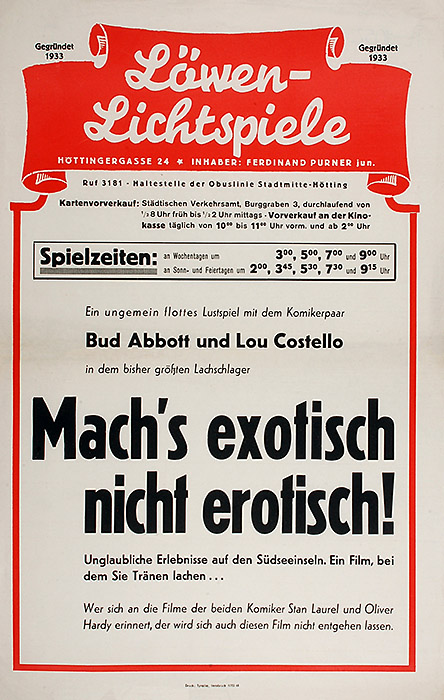 Gegründet
1933
Gegründet
1933
Löwen-
Lichtspiele
HÖTTINGERGASSE 24 ★ INHABER: FERDINAND PURNER jun.
Ruf 3181 - Haltestelle der Obuslinie Stadtmitte-Hötting
Kartenvorverkauf: Städtischen Verkehrsamt, Burggraben 3, durchlaufend von
½8 Uhr früh bis ½2 Uhr mittags - Vorverkauf an der Kino-
kasse täglich von 10⁰⁰ bis 11⁰⁰ Uhr vorm. und ab 2⁰⁰ Uhr
Spielzeiten: an Wochentagen um 3⁰⁰, 5⁰⁰, 7⁰⁰ und 9⁰⁰ Uhr
an Sonn- und Feiertagen um 2⁰⁰, 3⁴⁵, 5³⁰, 7³⁰ und 9¹⁵ Uhr
Ein ungemein flottes Lustspiel mit dem Komikerpaar
Bud Abbott und Lou Costello
in dem bisher größten Lachschlager
Mach's exotisch
nicht erotisch!
Unglaubliche Erlebnisse auf den Südseeinseln. Ein Film, bei
dem Sie Tränen lachen . . .
Wer sich an die Filme der beiden Komiker Stan Laurel und Oliver
Hardy erinnert, der wird sich auch diesen Film nicht entgehen lassen.